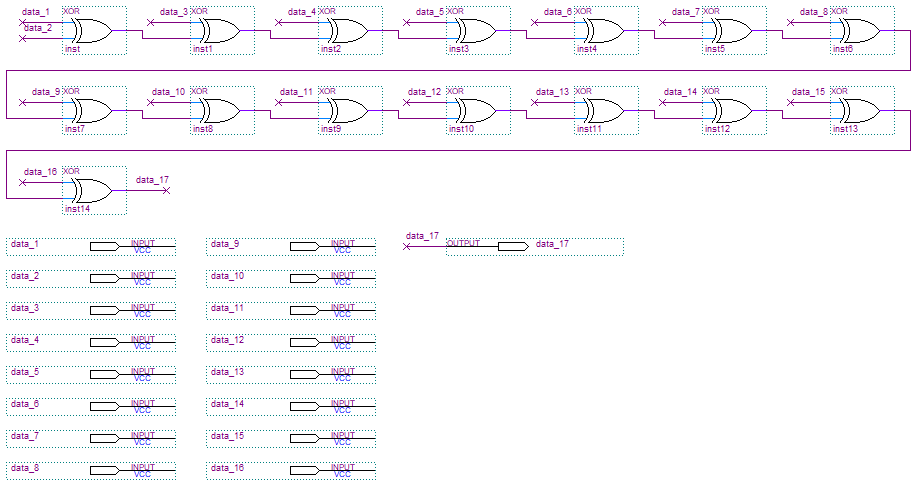 data_1 XOR data_3 XOR data_4 XOR data_5 XOR data_6 XOR data_7 XOR data_8 XOR
data_2
inst inst1 inst2 inst3 inst4 inst5 inst6
data_9 XOR data_10 XOR data_11 XOR data_12 XOR data_13 XOR data_14 XOR data_15 XOR
inst7 inst8 inst9 inst10 inst11 inst12 inst13
data_16 XOR data_17
inst14
data_1 INPUT VCC data_9 INPUT VCC data_17 OUTPUT data_17
data_2 INPUT VCC data_10 INPUT VCC
data_3 INPUT VCC data_11 INPUT VCC
data_4 INPUT VCC data_12 INPUT VCC
data_5 INPUT VCC data_13 INPUT VCC
data_6 INPUT VCC data_14 INPUT VCC
data_7 INPUT VCC data_15 INPUT VCC
data_8 INPUT VCC data_16 INPUT VCC